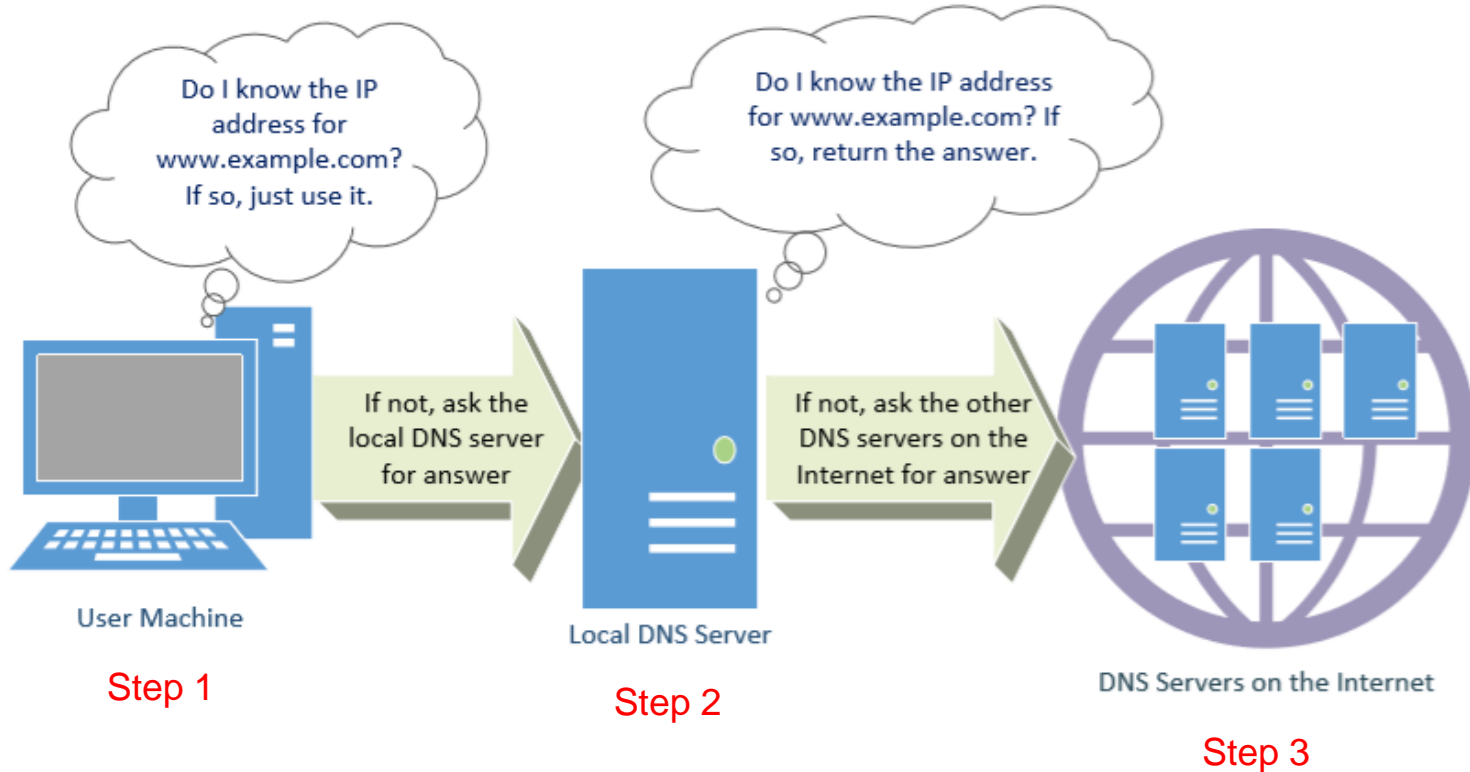 Do I know the IP
address for
www.example.com?
If so, just use it.
Do I know the IP address
for www.example.com? If
so, return the answer.
If not, ask the
local DNS server
for answer
If not, ask the other
DNS servers on the
Internet for answer
User Machine
Local DNS Server
DNS Servers on the Internet
Step 1
Step 2
Step 3